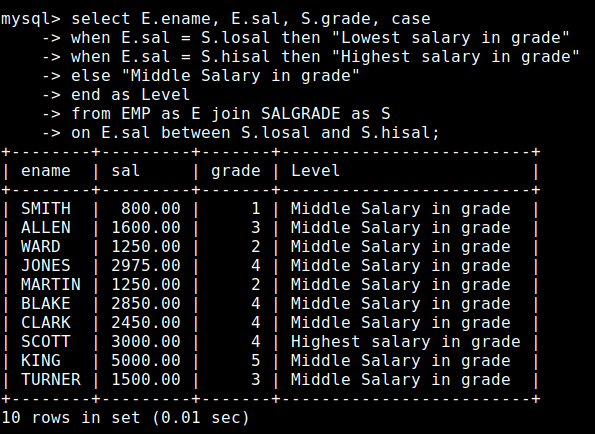 mysql> select E.ename, E.sal, S.grade, case
    -> when E.sal = S.losal then "Lowest salary in grade"
    -> when E.sal = S.hisal then "Highest salary in grade"
    -> else "Middle Salary in grade"
    -> end as Level
    -> from EMP as E join SALGRADE as S
    -> on E.sal between S.losal and S.hisal;
+--------+---------+-------+-------------------------+
| ename  | sal     | grade | Level                   |
+--------+---------+-------+-------------------------+
| SMITH  |  800.00 |     1 | Middle Salary in grade  |
| ALLEN  | 1600.00 |     3 | Middle Salary in grade  |
| WARD   | 1250.00 |     2 | Middle Salary in grade  |
| JONES  | 2975.00 |     4 | Middle Salary in grade  |
| MARTIN | 1250.00 |     2 | Middle Salary in grade  |
| BLAKE  | 2850.00 |     4 | Middle Salary in grade  |
| CLARK  | 2450.00 |     4 | Middle Salary in grade  |
| SCOTT  | 3000.00 |     4 | Highest salary in grade |
| KING   | 5000.00 |     5 | Middle Salary in grade  |
| TURNER | 1500.00 |     3 | Middle Salary in grade  |
+--------+---------+-------+-------------------------+
10 rows in set (0.01 sec)